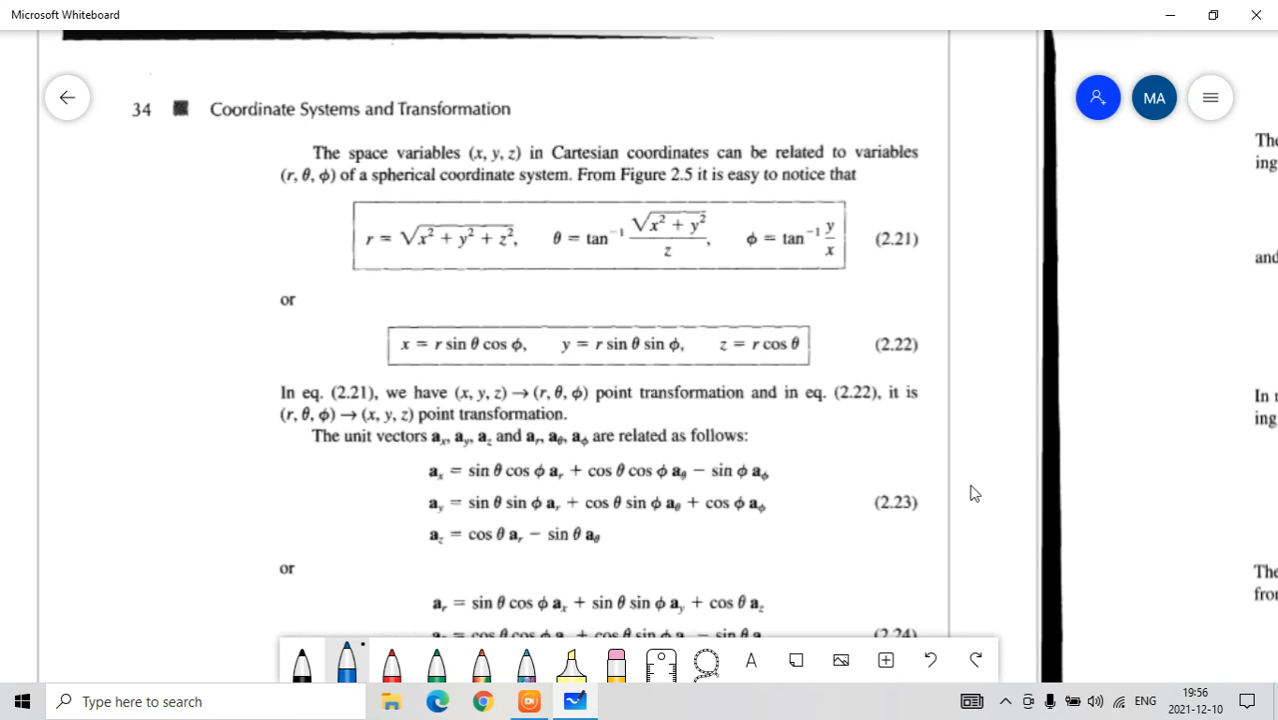 Microsoft Whiteboard
34 Coordinate Systems and Transformation
The space variables (x, y, z) in Cartesian coordinates can be related to variables
(r, θ, ϕ) of a spherical coordinate system. From Figure 2.5 it is easy to notice that
r = √x² + y² + z², θ = tan⁻¹ √x² + y² / z, ϕ = tan⁻¹ y/x (2.21)
or
x = r sin θ cos ϕ, y = r sin θ sin ϕ, z = r cos θ (2.22)
In eq. (2.21), we have (x, y, z) → (r, θ, ϕ) point transformation and in eq. (2.22), it is
(r, θ, ϕ) → (x, y, z) point transformation.
The unit vectors aₓ, a_y, a_z and a_r, a_θ, a_ϕ are related as follows:
aₓ = sin θ cos ϕ a_r + cos θ cos ϕ a_θ − sin ϕ a_ϕ
a_y = sin θ sin ϕ a_r + cos θ sin ϕ a_θ + cos ϕ a_ϕ (2.23)
a_z = cos θ a_r − sin θ a_θ
or
a_r = sin θ cos ϕ aₓ + sin θ sin ϕ a_y + cos θ a_z
MA
The
ing
and
ing
The
A
Type here to search
ENG
9:56
2021-12-10